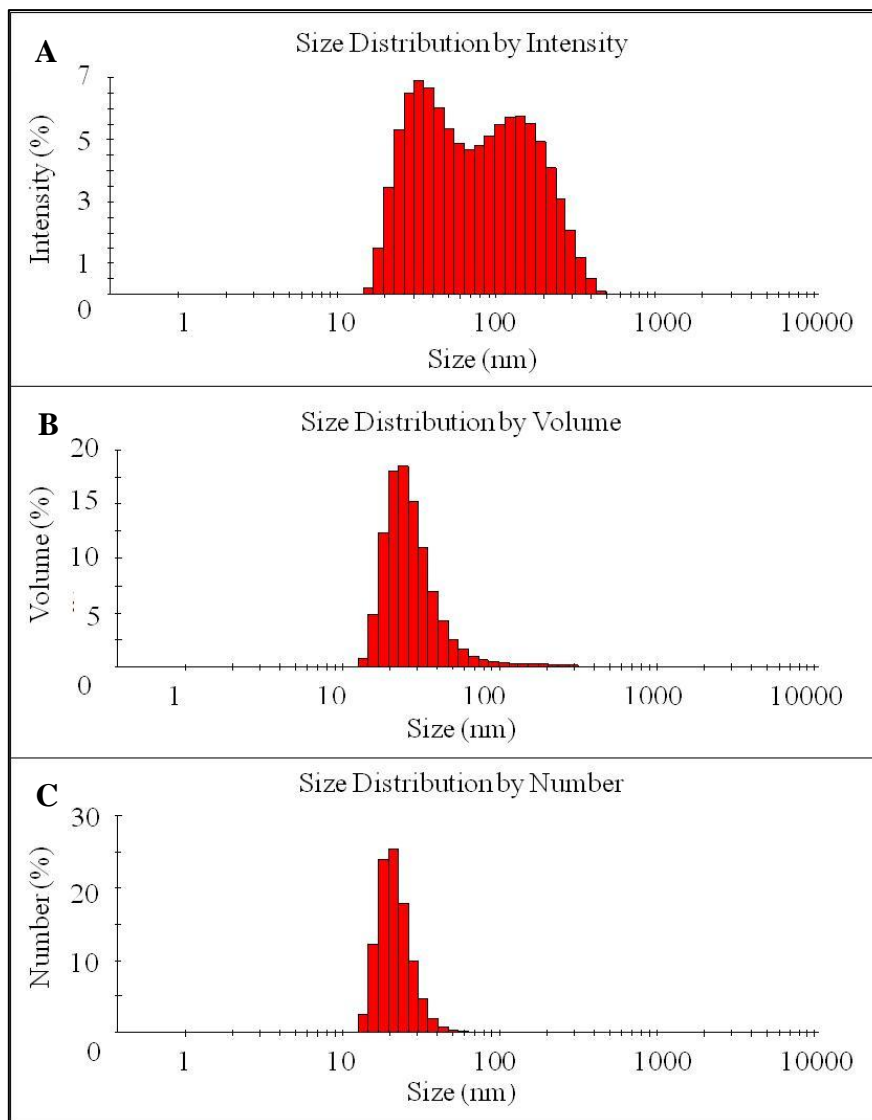 A
Size Distribution by Intensity
7
5
3
1
0
Intensity (%)
1 10 100 1000 10000
Size (nm)
B
Size Distribution by Volume
20
15
10
5
0
Volume (%)
1 10 100 1000 10000
Size (nm)
C
Size Distribution by Number
30
20
10
0
Number (%)
1 10 100 1000 10000
Size (nm)